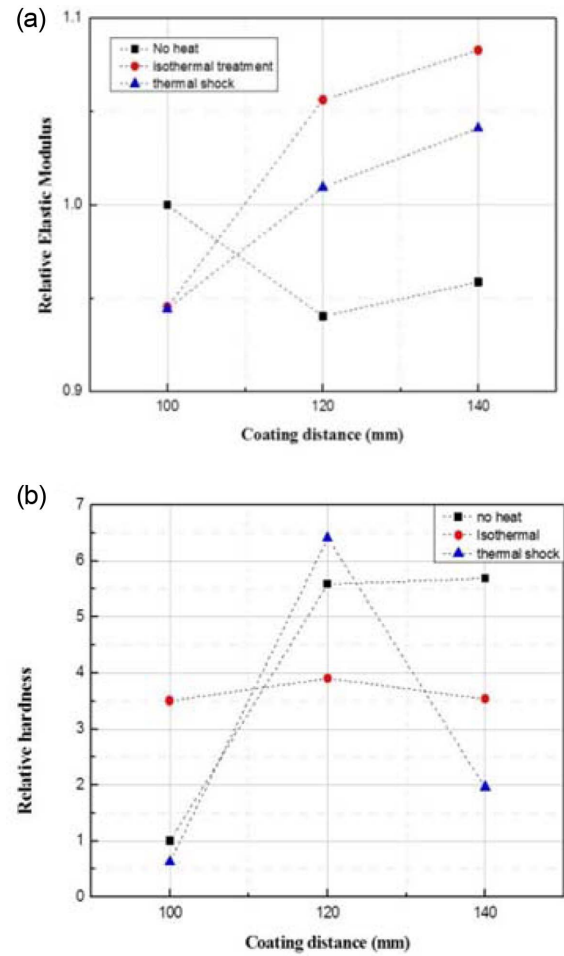 (a)
1.1
No heat
isothermal treatment
thermal shock
Relative Elastic Modulus
1.0
0.9
100
120
140
Coating distance (mm)
(b)
7
no heat
Isothermal
thermal shock
6
5
4
Relative hardness
3
2
1
0
100
120
140
Coating distance (mm)